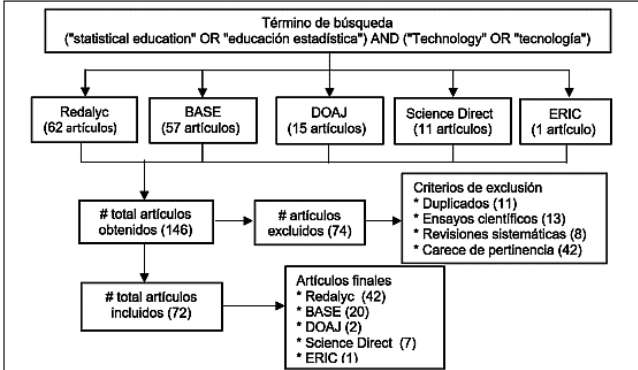 Término de búsqueda
("statistical education" OR "educación estadística") AND ("Technology" OR "tecnología")
Redalyc
(62 artículos)
BASE
(57 artículos)
DOAJ
(15 artículos)
Science Direct
(11 artículos)
ERIC
(1 artículo)
# total artículos
obtenidos (146)
# artículos
excluidos (74)
Criterios de exclusión
* Duplicados (11)
* Ensayos científicos (13)
* Revisiones sistemáticas (8)
* Carece de pertinencia (42)
# total artículos
incluidos (72)
Artículos finales
* Redalyc (42)
* BASE (20)
* DOAJ (2)
* Science Direct (7)
* ERIC (1)